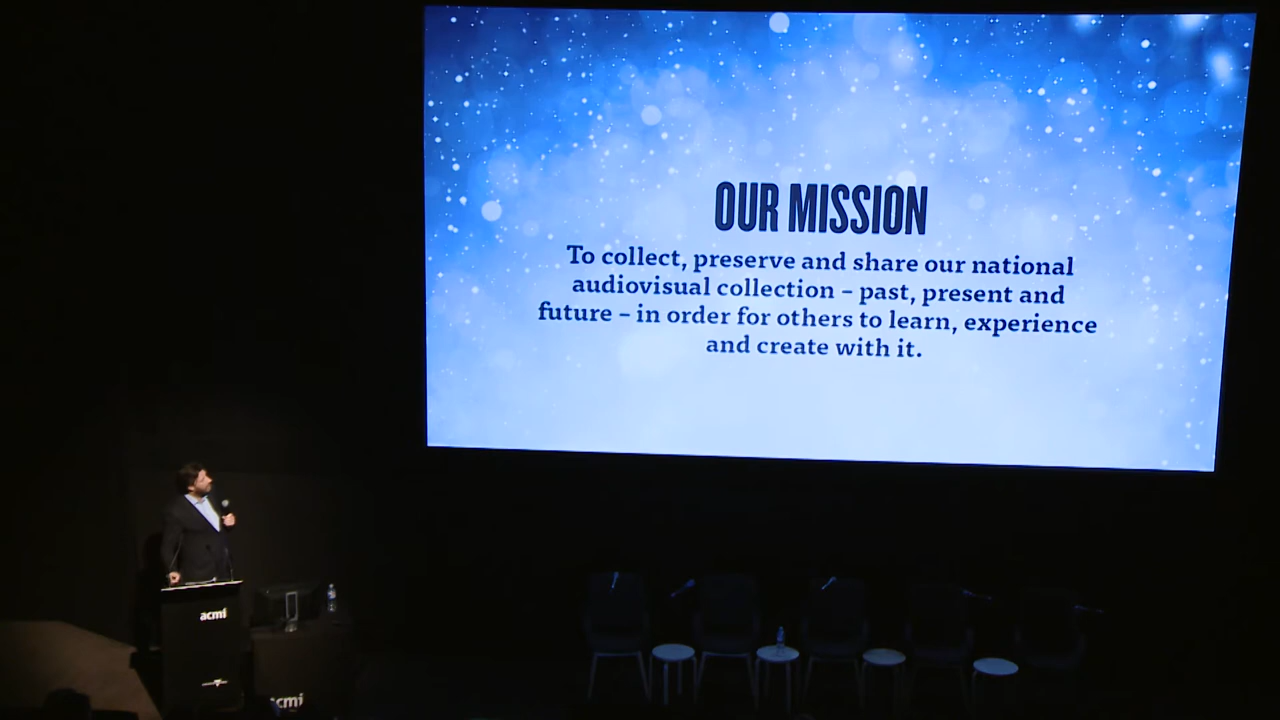 OUR MISSION
To collect, preserve and share our national
audiovisual collection – past, present and
future – in order for others to learn, experience
and create with it.
acmi
acmi